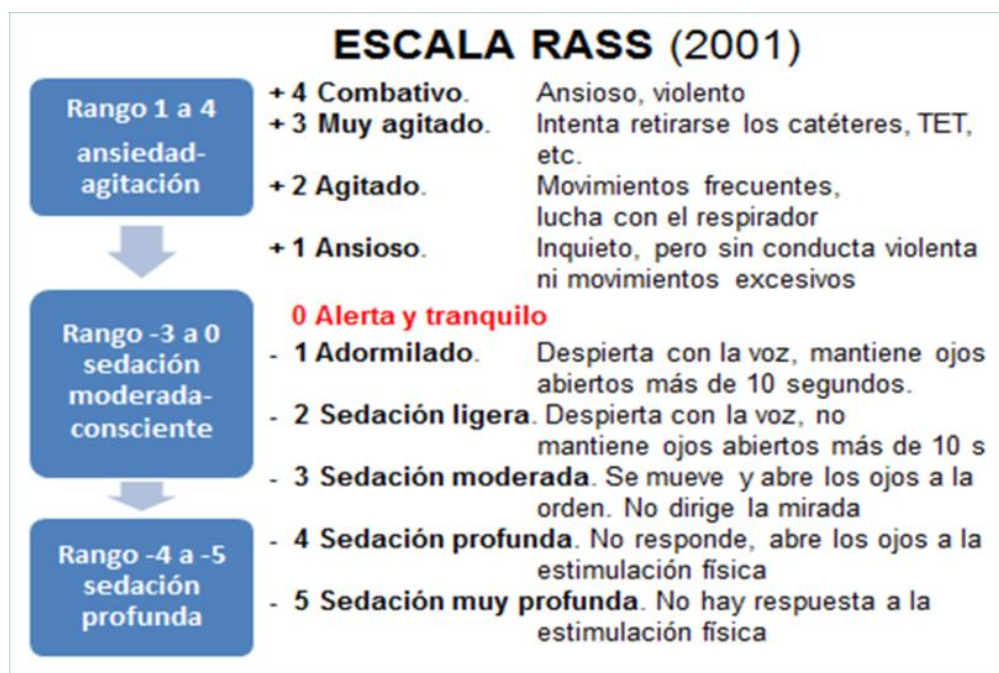 ESCALA RASS (2001)
Rango 1 a 4
ansiedad-
agitación
+ 4 Combativo. Ansioso, violento
+ 3 Muy agitado. Intenta retirarse los catéteres, TET,
etc.
+ 2 Agitado. Movimientos frecuentes,
lucha con el respirador
+ 1 Ansioso. Inquieto, pero sin conducta violenta
ni movimientos excesivos
Rango -3 a 0
sedación
moderada-
consciente
0 Alerta y tranquilo
- 1 Adormilado. Despierta con la voz, mantiene ojos
abiertos más de 10 segundos.
- 2 Sedación ligera. Despierta con la voz, no
mantiene ojos abiertos más de 10 s
- 3 Sedación moderada. Se mueve y abre los ojos a la
orden. No dirige la mirada
Rango -4 a -5
sedación
profunda
- 4 Sedación profunda. No responde, abre los ojos a la
estimulación física
- 5 Sedación muy profunda. No hay respuesta a la
estimulación física